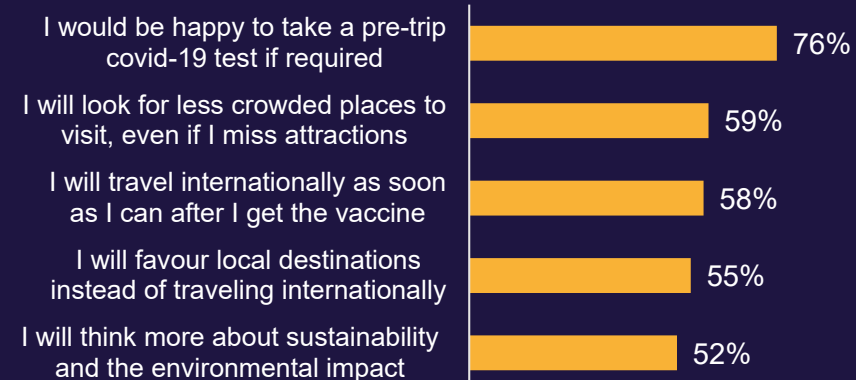 I would be happy to take a pre-trip
covid-19 test if required
76%
I will look for less crowded places to
visit, even if I miss attractions
59%
I will travel internationally as soon
as I can after I get the vaccine
58%
I will favour local destinations
instead of traveling internationally
55%
I will think more about sustainability
and the environmental impact
52%